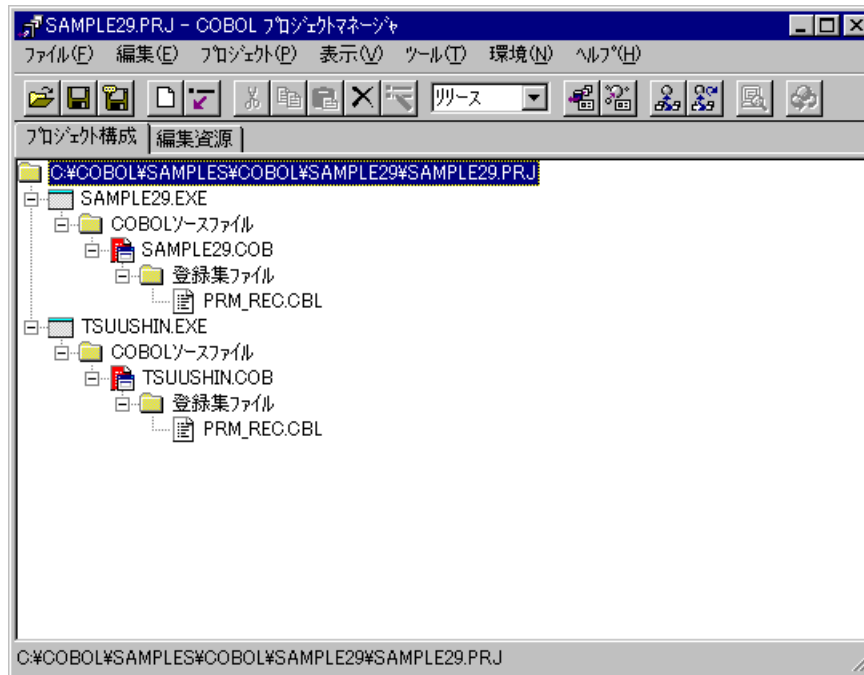 SAMPLE29.PRJ - COBOL ﾌﾟﾛｼﾞｪｸﾄﾏﾈｰｼﾞｬ
ﾌｧｲﾙ(F) 編集(E) ﾌﾟﾛｼﾞｪｸﾄ(P) 表示(V) ﾂｰﾙ(T) 環境(N) ﾍﾙﾌﾟ(H)
ﾘﾘｰｽ
ﾌﾟﾛｼﾞｪｸﾄ構成 編集資源
C:¥COBOL¥SAMPLES¥COBOL¥SAMPLE29¥SAMPLE29.PRJ
SAMPLE29.EXE
COBOLｿｰｽﾌｧｲﾙ
SAMPLE29.COB
登録集ﾌｧｲﾙ
PRM_REC.CBL
TSUUSHIN.EXE
COBOLｿｰｽﾌｧｲﾙ
TSUUSHIN.COB
登録集ﾌｧｲﾙ
PRM_REC.CBL
C:¥COBOL¥SAMPLES¥COBOL¥SAMPLE29¥SAMPLE29.PRJ